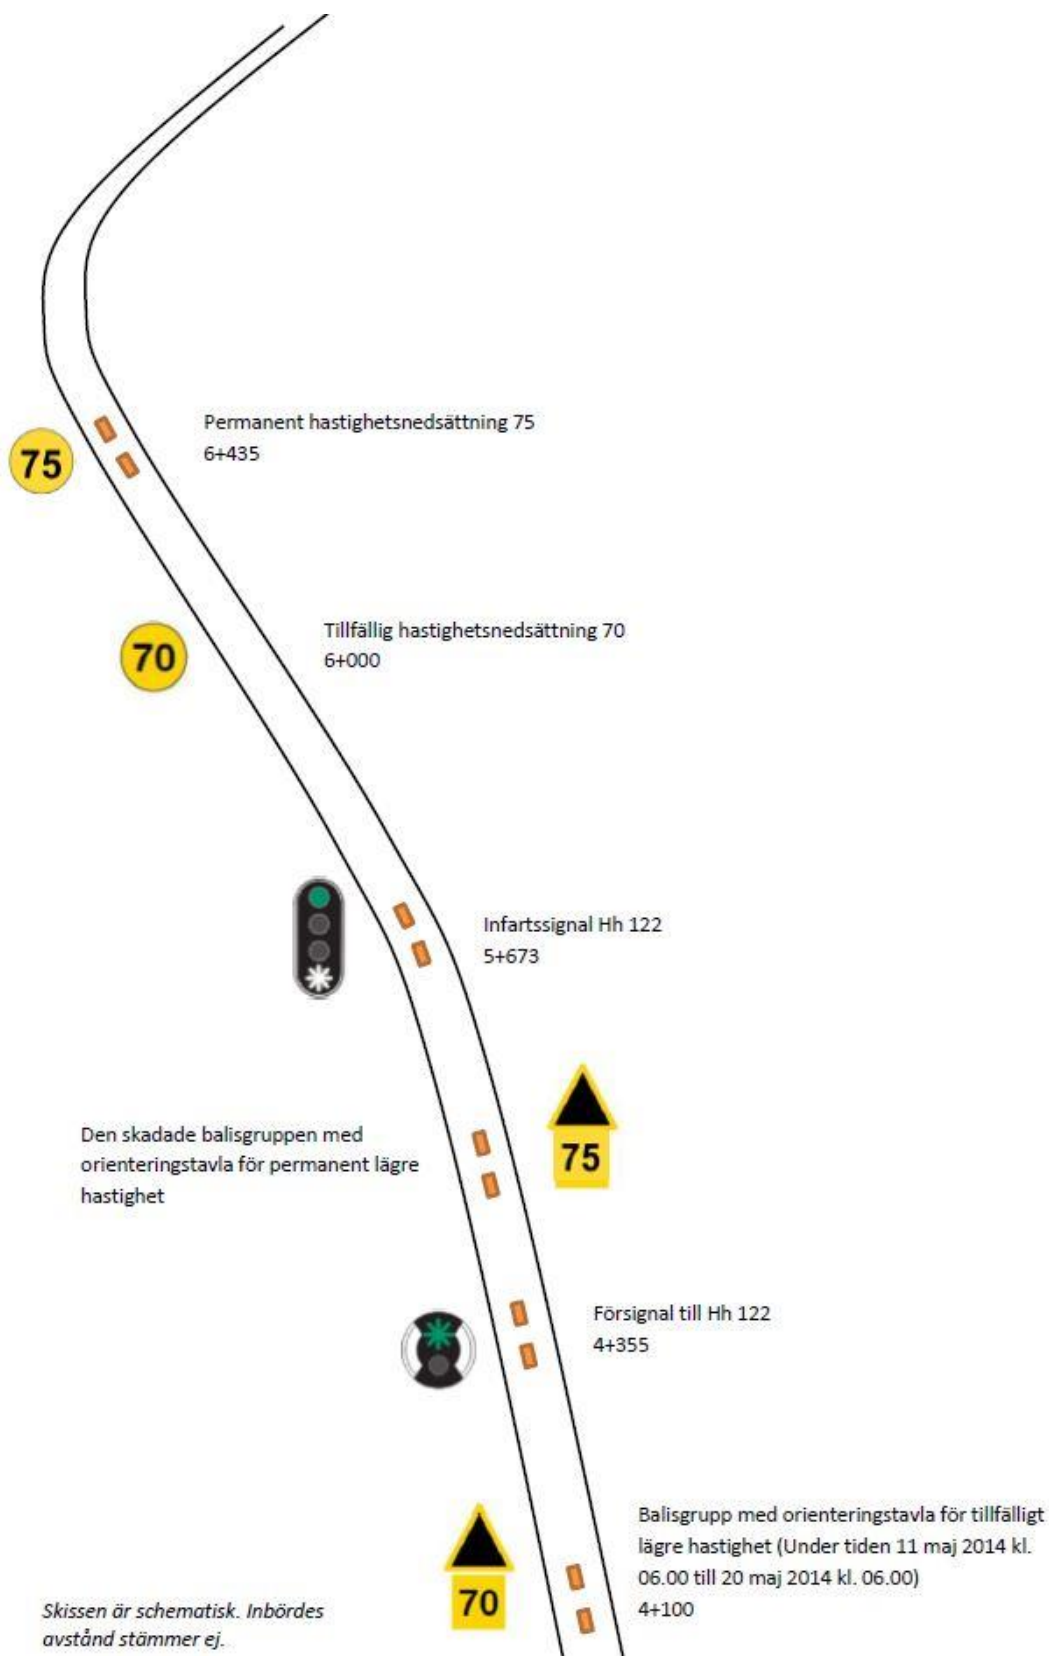 Permanent hastighetsnedsättning 75
6+435
75
Tillfällig hastighetsnedsättning 70
6+000
70
Infartssignal Hh 122
5+673
75
Den skadade balisgruppen med
orienteringstavla för permanent lägre
hastighet
Försignal till Hh 122
4+355
Balisgrupp med orienteringstavla för tillfälligt
lägre hastighet (Under tiden 11 maj 2014 kl.
06.00 till 20 maj 2014 kl. 06.00)
4+100
70
Skissen är schematisk. Inbördes
avstånd stämmer ej.